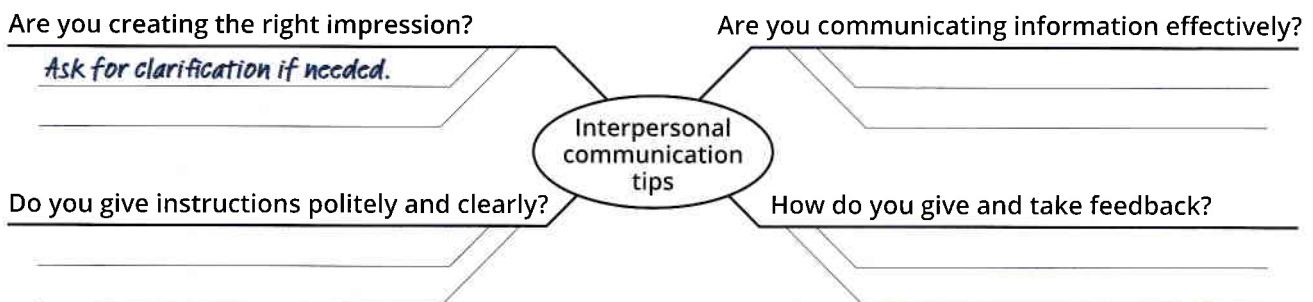 Are you creating the right impression?
Are you communicating information effectively?
Ask for clarification if needed.
Interpersonal
communication
tips
Do you give instructions politely and clearly?
How do you give and take feedback?